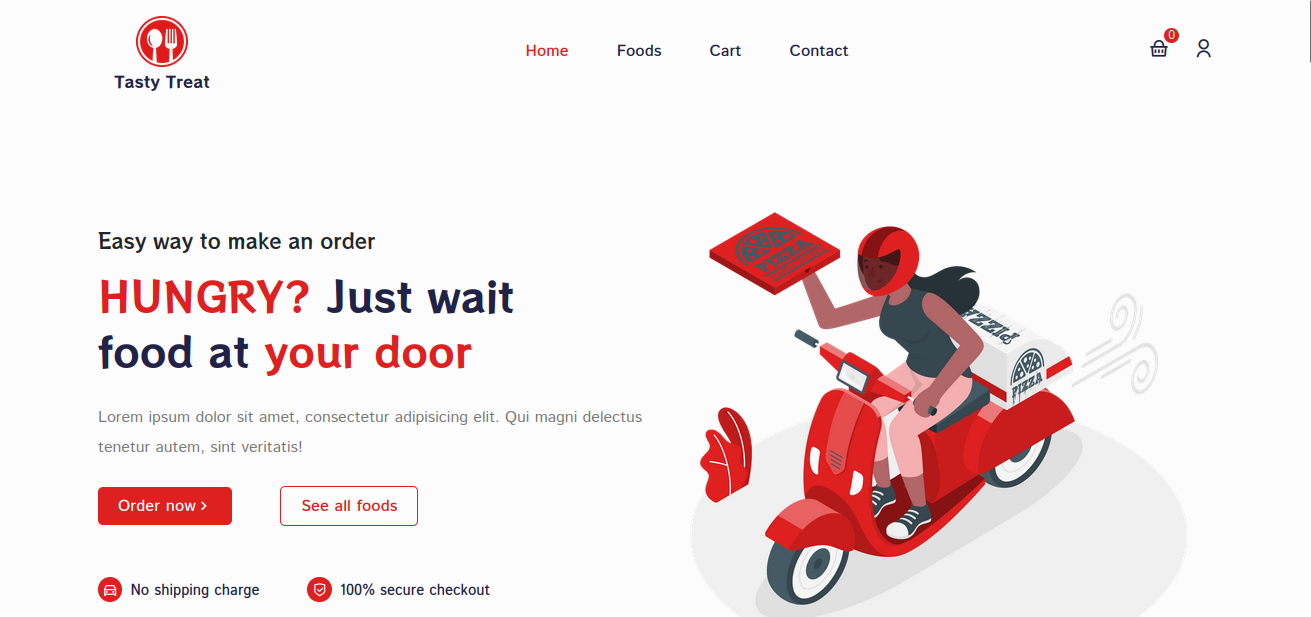 Tasty Treat
Home Foods Cart Contact
0
Easy way to make an order
HUNGRY? Just wait
food at your door
Lorem ipsum dolor sit amet, consectetur adipisicing elit. Qui magni delectus
tenetur autem, sint veritatis!
Order now >
See all foods
No shipping charge
100% secure checkout
PIZZA
PIZZA
PIZZA